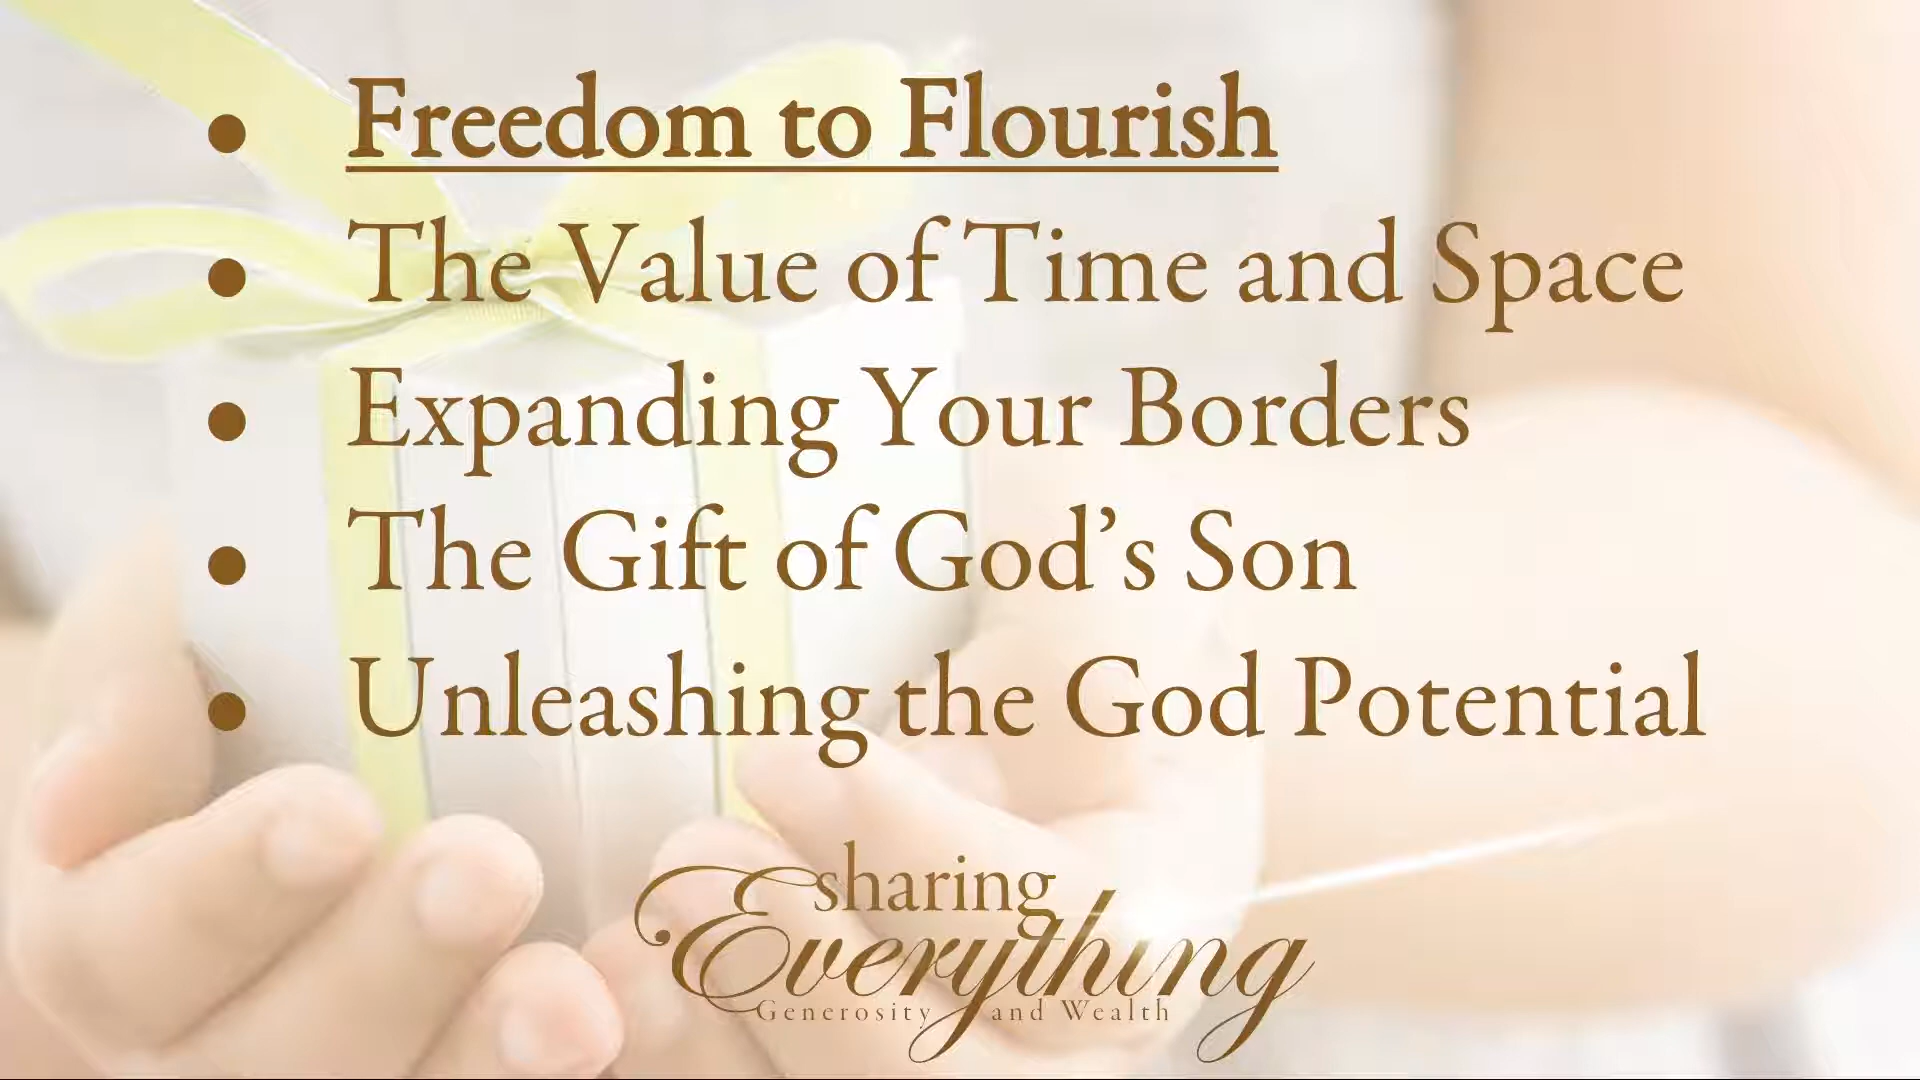 • Freedom to Flourish
• The Value of Time and Space
• Expanding Your Borders
• The Gift of God’s Son
• Unleashing the God Potential
sharing
Everything
Generosity and Wealth